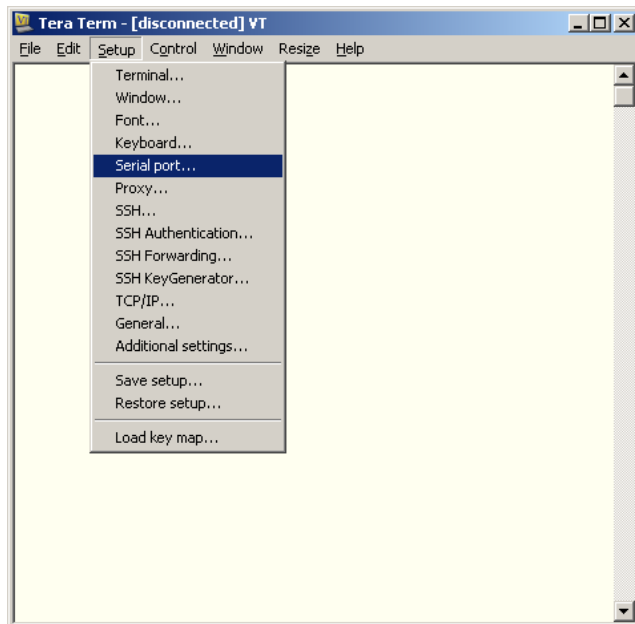 Tera Term - [disconnected] VT
File Edit Setup Control Window Resize Help
Terminal...
Window...
Font...
Keyboard...
Serial port...
Proxy...
SSH...
SSH Authentication...
SSH Forwarding...
SSH KeyGenerator...
TCP/IP...
General...
Additional settings...
Save setup...
Restore setup...
Load key map...